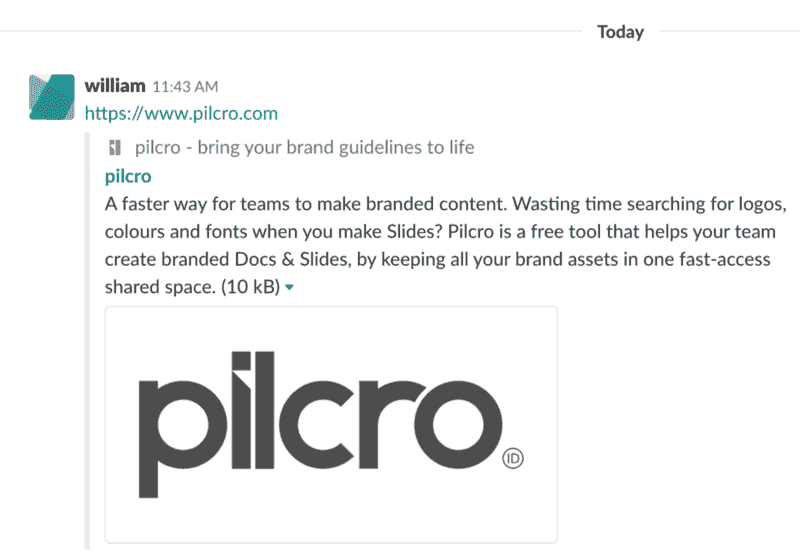 Today
william 11:43 AM
https://www.pilcro.com
pilcro - bring your brand guidelines to life
pilcro
A faster way for teams to make branded content. Wasting time searching for logos,
colours and fonts when you make Slides? Pilcro is a free tool that helps your team
create branded Docs & Slides, by keeping all your brand assets in one fast-access
shared space. (10 kB)
pilcro
ID